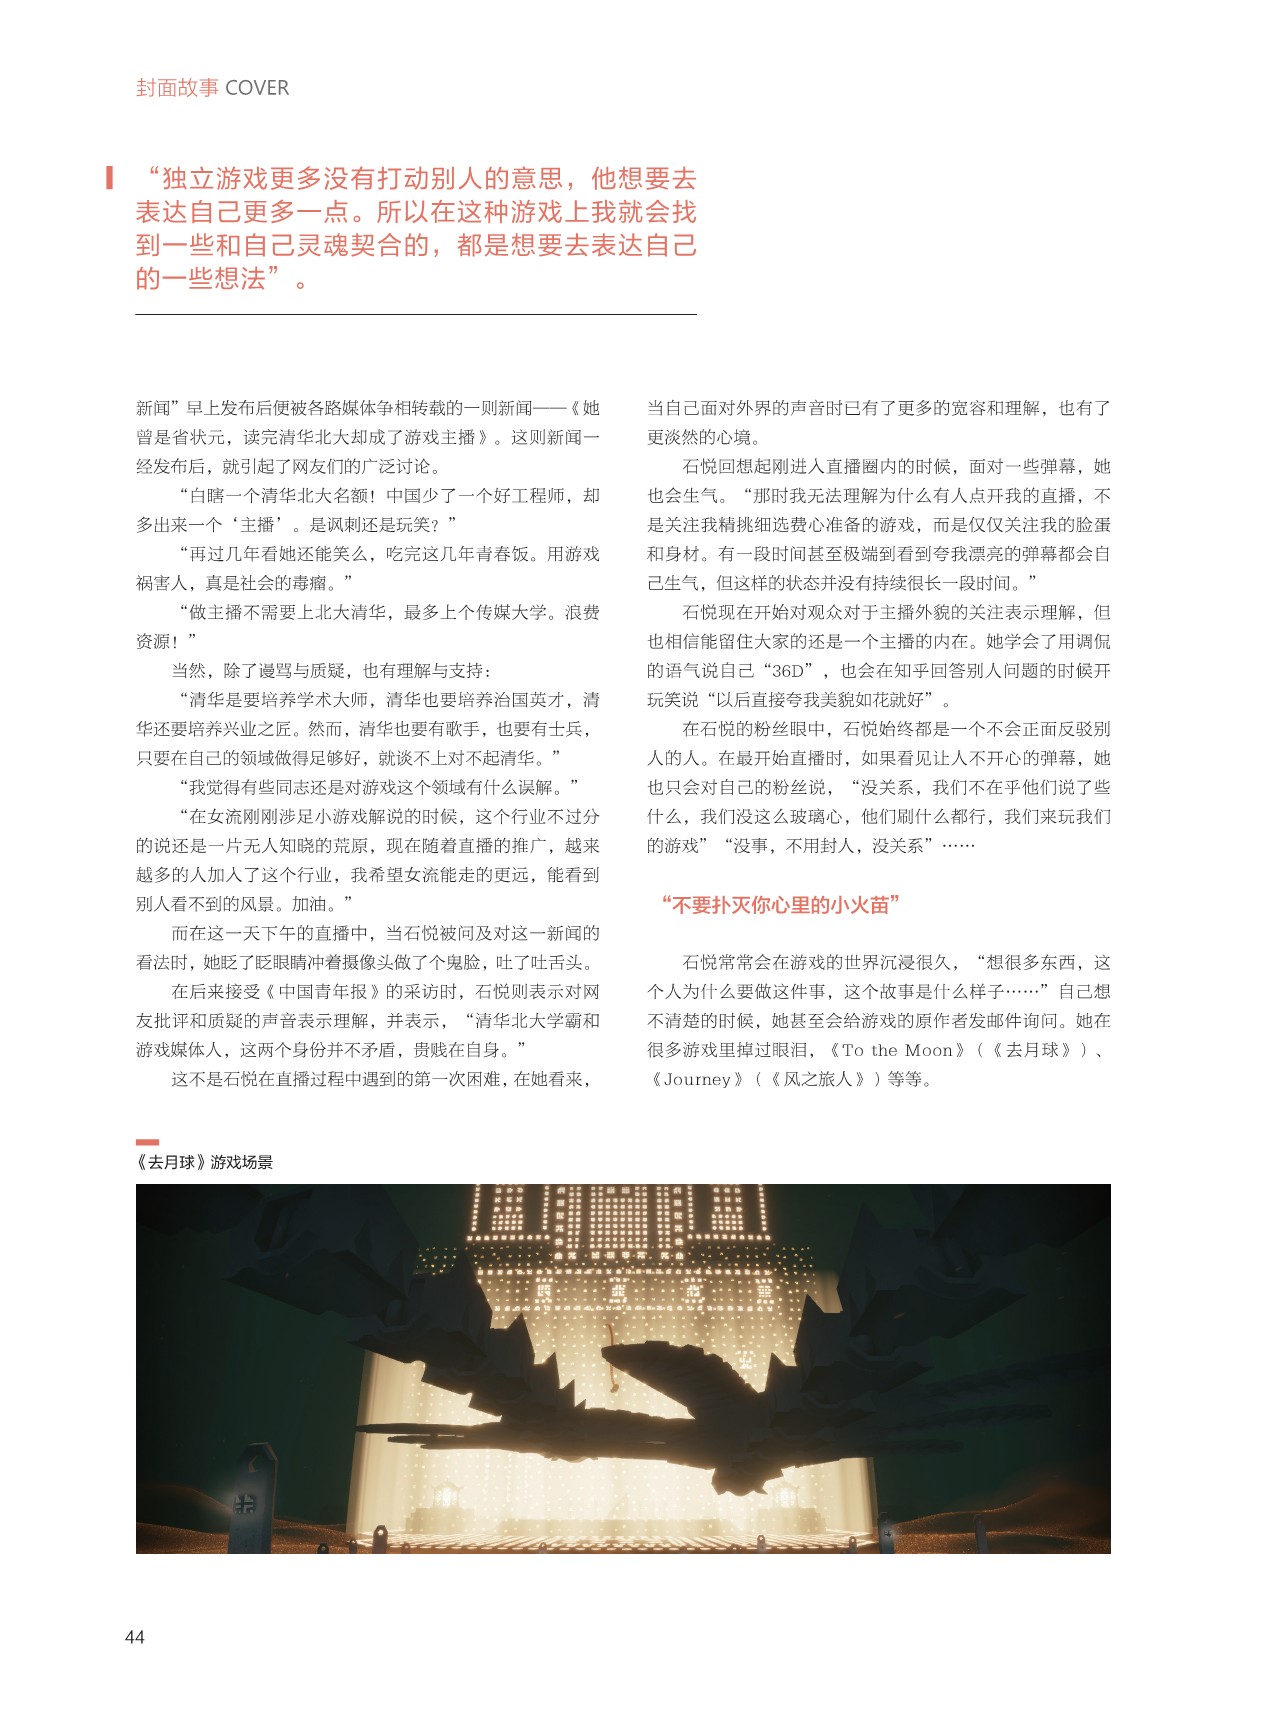 封面故事 COVER
“独立游戏更多没有打动别人的意思，他想要去
表达自己更多一点。所以在这种游戏上我就会找
到一些和自己灵魂契合的，都是想要去表达自己
的一些想法”。
新闻”早上发布后便被各路媒体争相转载的一则新闻——《她
曾是省状元，读完清华北大却成了游戏主播》。这则新闻一
经发布后，就引起了网友们的广泛讨论。
“白瞎一个清华北大名额！中国少了一个好工程师，却
多出来一个‘主播’。是讽刺还是玩笑？”
“再过几年看她还能笑么，吃完这几年青春饭。用游戏
祸害人，真是社会的毒瘤。”
“做主播不需要上北大清华，最多上个传媒大学。浪费
资源！”
当然，除了谩骂与质疑，也有理解与支持：
“清华是要培养学术大师，清华也要培养治国英才，清
华还要培养兴业之匠。然而，清华也要有歌手，也要有士兵，
只要在自己的领域做得足够好，就谈不上对不起清华。”
“我觉得有些同志还是对游戏这个领域有什么误解。”
“在女流刚刚涉足小游戏解说的时候，这个行业不过分
的说还是一片无人知晓的荒原，现在随着直播的推广，越来
越多的人加入了这个行业，我希望女流能走的更远，能看到
别人看不到的风景。加油。”
而在这一天下午的直播中，当石悦被问及对这一新闻的
看法时，她眨了眨眼睛冲着摄像头做了个鬼脸，吐了吐舌头。
在后来接受《中国青年报》的采访时，石悦则表示对网
友批评和质疑的声音表示理解，并表示，“清华北大学霸和
游戏媒体人，这两个身份并不矛盾，贵贱在自身。”
这不是石悦在直播过程中遇到的第一次困难，在她看来，
当自己面对外界的声音时已有了更多的宽容和理解，也有了
更淡然的心境。
石悦回想起刚进入直播圈内的时候，面对一些弹幕，她
也会生气。“那时我无法理解为什么有人点开我的直播，不
是关注我精挑细选费心准备的游戏，而是仅仅关注我的脸蛋
和身材。有一段时间甚至极端到看到夸我漂亮的弹幕都会自
己生气，但这样的状态并没有持续很长一段时间。”
石悦现在开始对观众对于主播外貌的关注表示理解，但
也相信能留住大家的还是一个主播的内在。她学会了用调侃
的语气说自己“36D”，也会在知乎回答别人问题的时候开
玩笑说“以后直接夸我美貌如花就好”。
在石悦的粉丝眼中，石悦始终都是一个不会正面反驳别
人的人。在最开始直播时，如果看见让人不开心的弹幕，她
也只会对自己的粉丝说，“没关系，我们不在乎他们说了些
什么，我们没这么玻璃心，他们刷什么都行，我们来玩我们
的游戏”“没事，不用封人，没关系”……
“不要扑灭你心里的小火苗”
石悦常常会在游戏的世界沉浸很久，“想很多东西，这
个人为什么要做这件事，这个故事是什么样子……”自己想
不清楚的时候，她甚至会给游戏的原作者发邮件询问。她在
很多游戏里掉过眼泪，《To the Moon》（《去月球》）、
《Journey》（《风之旅人》）等等。
《去月球》游戏场景
44